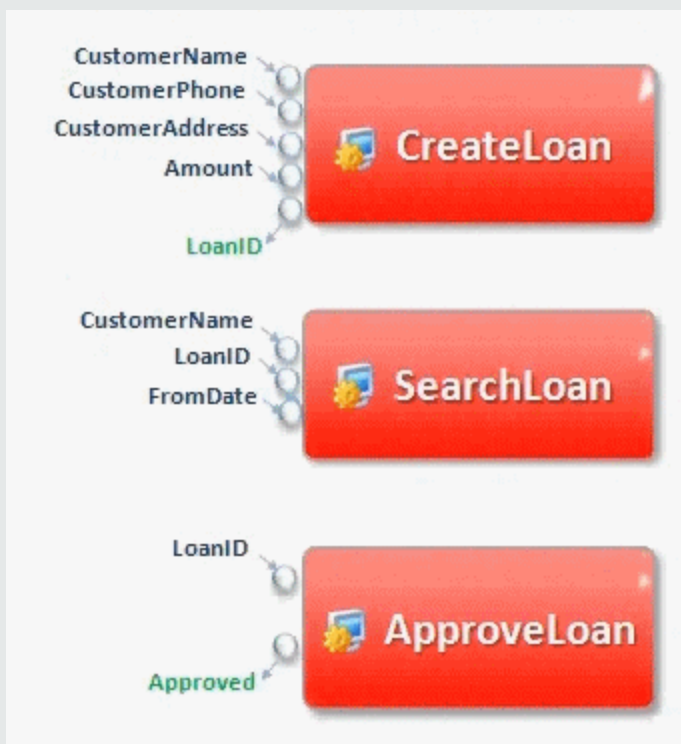 CustomerName
CustomerPhone
CustomerAddress
Amount
LoanID
CreateLoan
CustomerName
LoanID
FromDate
SearchLoan
LoanID
Approved
ApproveLoan